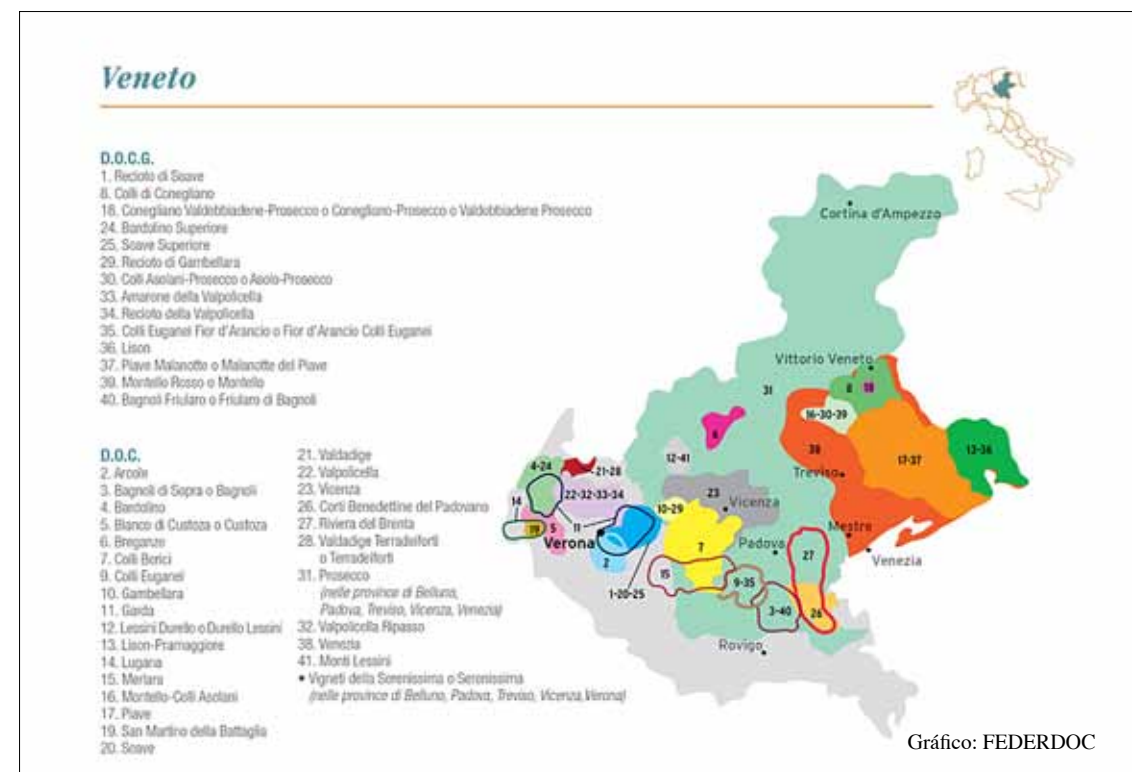 Veneto
D.O.C.G.
1. Recioto di Soave
8. Colli di Conegliano
18. Conegliano Valdobbiadene-Prosecco o Conegliano-Prosecco o Valdobbiadene Prosecco
24. Bardolino Superiore
25. Soave Superiore
29. Recioto di Gambellara
30. Colli Asolani-Prosecco o Asolo-Prosecco
33. Amarone della Valpolicella
34. Recioto della Valpolicella
35. Colli Euganei Fior d'Arancio o Fior d'Arancio Colli Euganei
36. Lison
37. Piave Malanotte o Malanotte del Piave
39. Montello Rosso o Montello
40. Bagnoli Friularo o Friularo di Bagnoli
D.O.C.
2. Arcole
3. Bagnoli di Sopra o Bagnoli
4. Bardolino
5. Bianco di Custoza o Custoza
6. Breganze
7. Colli Berici
9. Colli Euganei
10. Gambellara
11. Garda
12. Lessini Durello o Durello Lessini
13. Lison-Pramaggiore
14. Lugana
15. Merlara
16. Montello-Colli Asolani
17. Piave
19. San Martino della Battaglia
20. Soave
21. Valdadige
22. Valpolicella
23. Vicenza
26. Corti Benedettine del Padovano
27. Riviera del Brenta
28. Valdadige Terradeiforti
o Terradeiforti
31. Prosecco
(nelle province di Belluno,
Padova, Treviso, Vicenza, Venezia)
32. Valpolicella Ripasso
38. Venezia
41. Monti Lessini
• Vigneti della Serenissima o Serenissima
(nelle province di Belluno, Padova, Treviso, Vicenza, Verona)
Cortina d'Ampezzo
Vittorio Veneto
31
8
18
16-30-39
6
38
17-37
13-36
12-41
4-24
21-28
Treviso
14
22-32-33-34
23
Vicenza
10-29
19
5
11
Verona
Mestre
Padova
27
Venezia
7
2
15
9-35
1-20-25
3-40
26
Rovigo
Gráfico: FEDERDOC